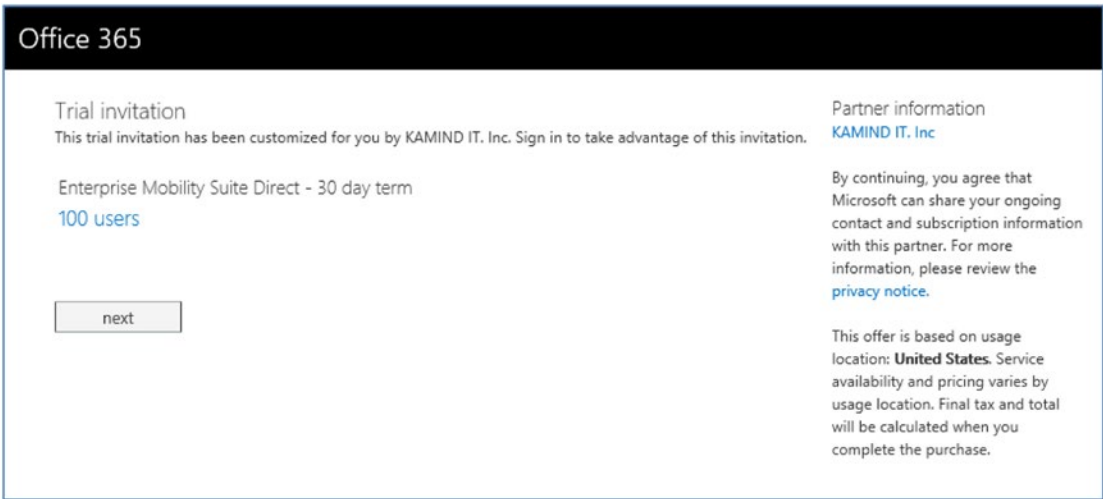 Office 365
Trial invitation
This trial invitation has been customized for you by KAMIND IT. Inc. Sign in to take advantage of this invitation.
Enterprise Mobility Suite Direct - 30 day term
100 users
next
Partner information
KAMIND IT. Inc
By continuing, you agree that
Microsoft can share your ongoing
contact and subscription information
with this partner. For more
information, please review the
privacy notice.
This offer is based on usage
location: United States. Service
availability and pricing varies by
usage location. Final tax and total
will be calculated when you
complete the purchase.